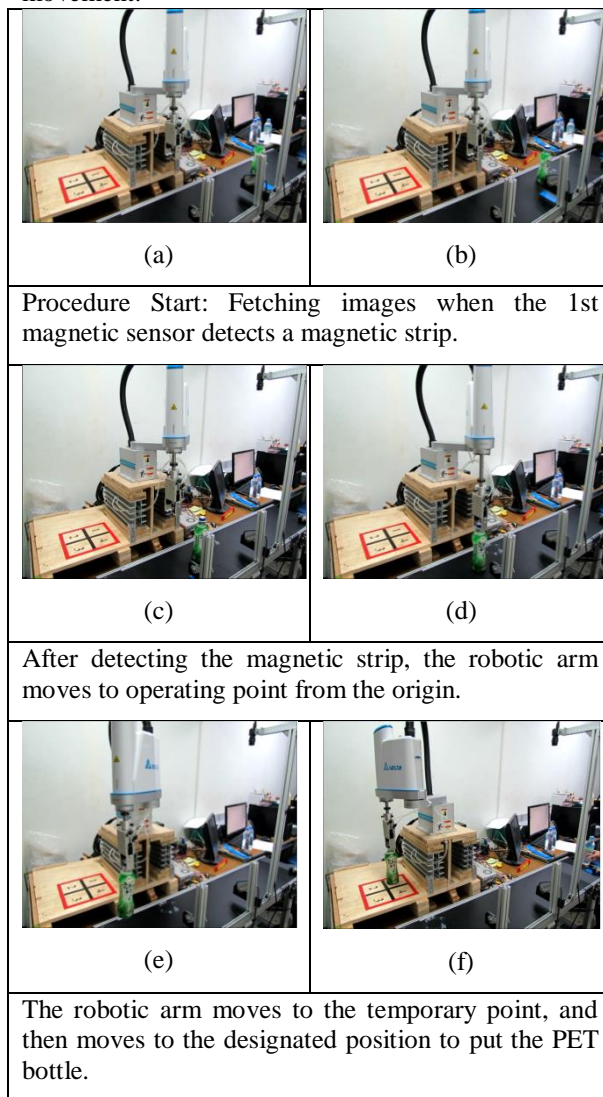 (a) (b)
Procedure Start: Fetching images when the 1st
magnetic sensor detects a magnetic strip.
(c) (d)
After detecting the magnetic strip, the robotic arm
moves to operating point from the origin.
DELTA
(e) (f)
The robotic arm moves to the temporary point, and
then moves to the designated position to put the PET
bottle.